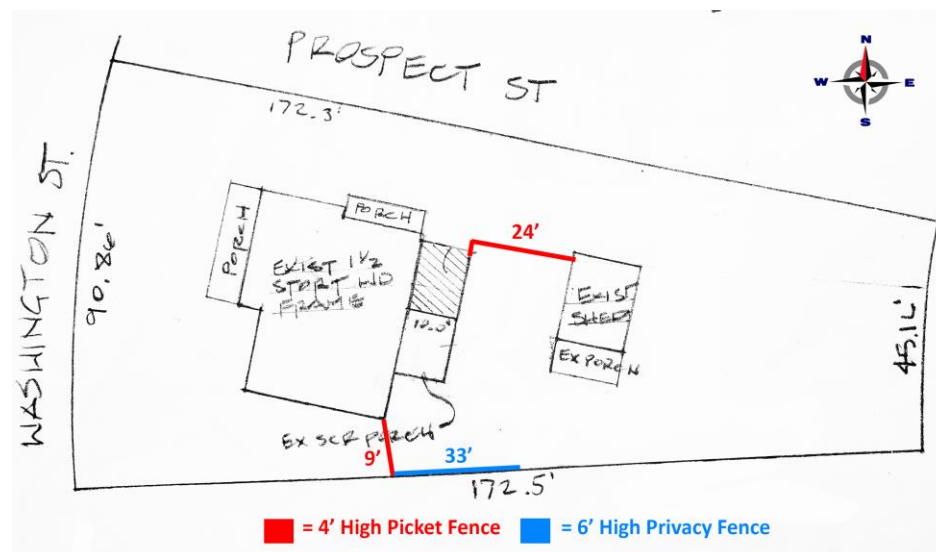 PROSPECT ST
172.3'
N
W E
S
WASHINGTON ST.
90.86'
PORCH
PORCH
EXIST 1 1/2
STORY WD
FRAME
10.0'
EX SCR PORCH
24'
EXIST
SHED
EX PORCH
45.12'
9'
33'
172.5'
= 4' High Picket Fence
= 6' High Privacy Fence